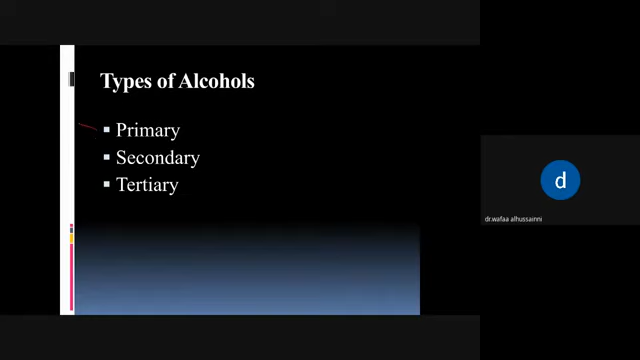 Types of Alcohols
Primary
Secondary
Tertiary
d
dr.wafaa alhussainni